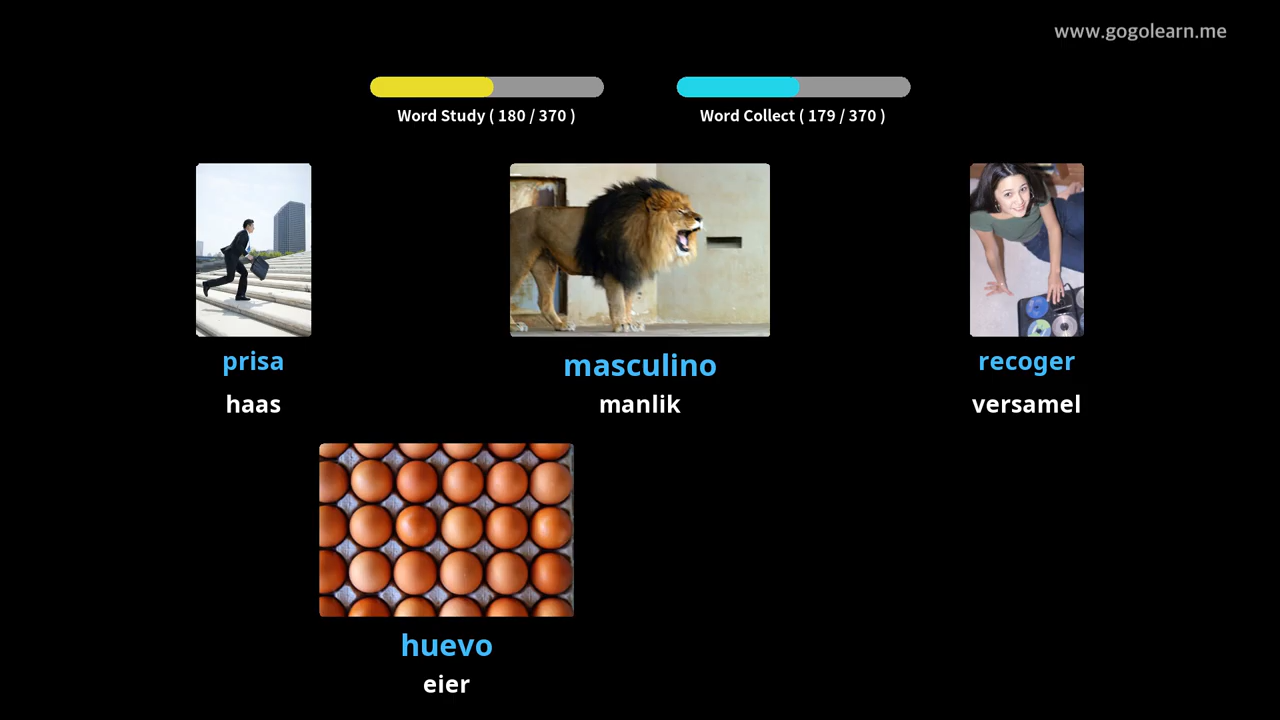 www.gogolearn.me
Word Study ( 180 / 370 )
Word Collect ( 179 / 370 )
prisa
haas
masculino
manlik
recoger
versamel
huevo
eier